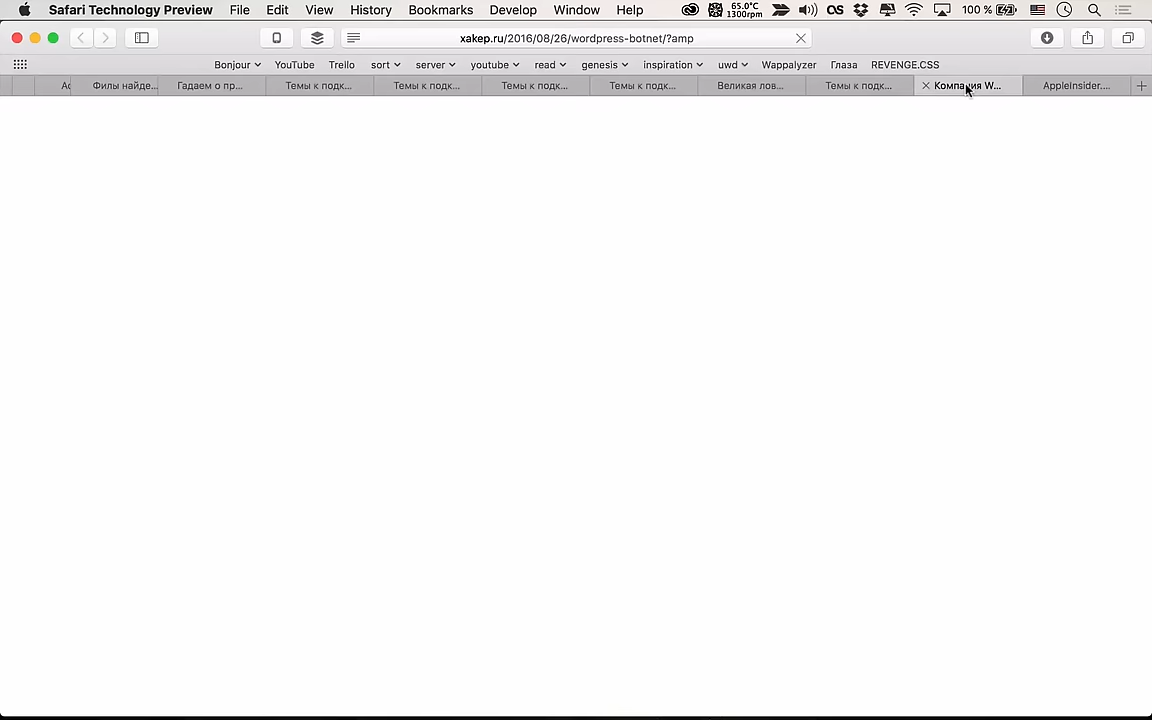 Safari Technology Preview File Edit View History Bookmarks Develop Window Help 65.0°C 1300rpm 100 %
xakep.ru/2016/08/26/wordpress-botnet/?amp
Bonjour YouTube Trello sort server youtube read genesis inspiration uwd Wappalyzer Глаза REVENGE.CSS
Ас Филы найде... Гадаем о пр... Темы к подк... Темы к подк... Темы к подк... Темы к подк... Великая лов... Темы к подк... Компания W... AppleInsider....